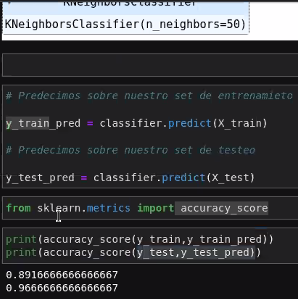 KNeighborsClassifier
KNeighborsClassifier(n_neighbors=50)
# Predecimos sobre nuestro set de entrenamieto
y_train_pred = classifier.predict(X_train)
# Predecimos sobre nuestro set de testeo
y_test_pred = classifier.predict(X_test)
from sklearn.metrics import accuracy_score
print(accuracy_score(y_train,y_train_pred))
print(accuracy_score(y_test,y_test_pred))
0.8916666666666667
0.9666666666666667